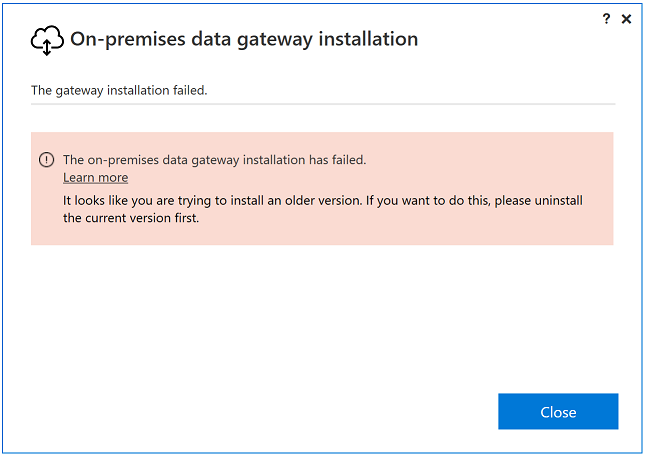 ? ×
On-premises data gateway installation
The gateway installation failed.
The on-premises data gateway installation has failed.
Learn more
It looks like you are trying to install an older version. If you want to do this, please uninstall
the current version first.
Close